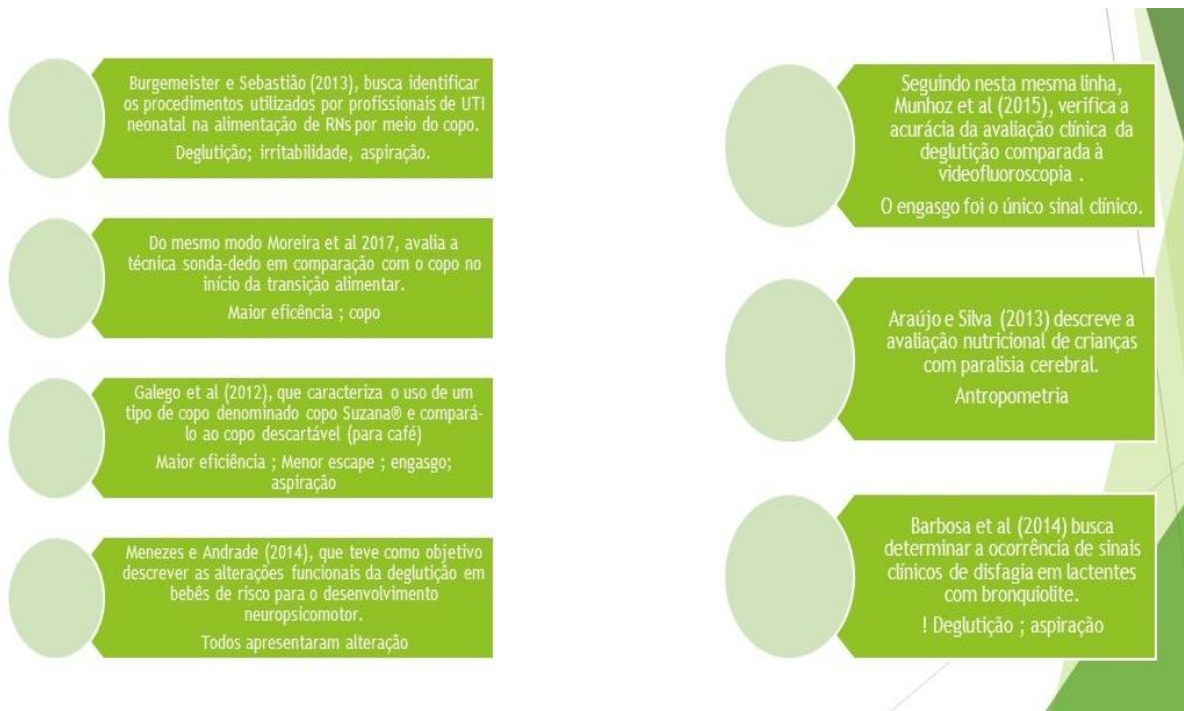 Burgemeister e Sebastião (2013), busca identificar
os procedimentos utilizados por profissionais de UTI
neonatal na alimentação de RNs por meio do copo.
Deglutição; irritabilidade, aspiração.
Do mesmo modo Moreira et al 2017, avalia a
técnica sonda-dedo em comparação com o copo no
início da transição alimentar.
Maior eficência ; copo
Galego et al (2012), que caracteriza o uso de um
tipo de copo denominado copo Suzana® e compará-
lo ao copo descartável (para café)
Maior eficiência ; Menor escape ; engasgo;
aspiração
Menezes e Andrade (2014), que teve como objetivo
descrever as alterações funcionais da deglutição em
bebês de risco para o desenvolvimento
neuropsicomotor.
Todos apresentaram alteração
Seguindo nesta mesma linha,
Munhoz et al (2015), verifica a
acurácia da avaliação clínica da
deglutição comparada à
videofluoroscopia .
O engasgo foi o único sinal clínico.
Araújo e Silva (2013) descreve a
avaliação nutricional de crianças
com paralisia cerebral.
Antropometria
Barbosa et al (2014) busca
determinar a ocorrência de sinais
clínicos de disfagia em lactentes
com bronquiolite.
! Deglutição ; aspiração